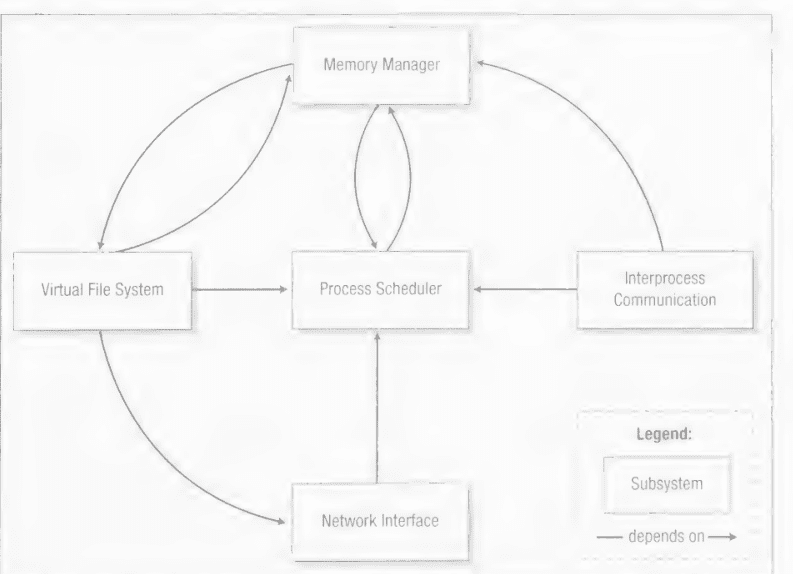 Memory Manager
Virtual File System
Process Scheduler
Interprocess
Communication
Network Interface
Legend:
Subsystem
depends on